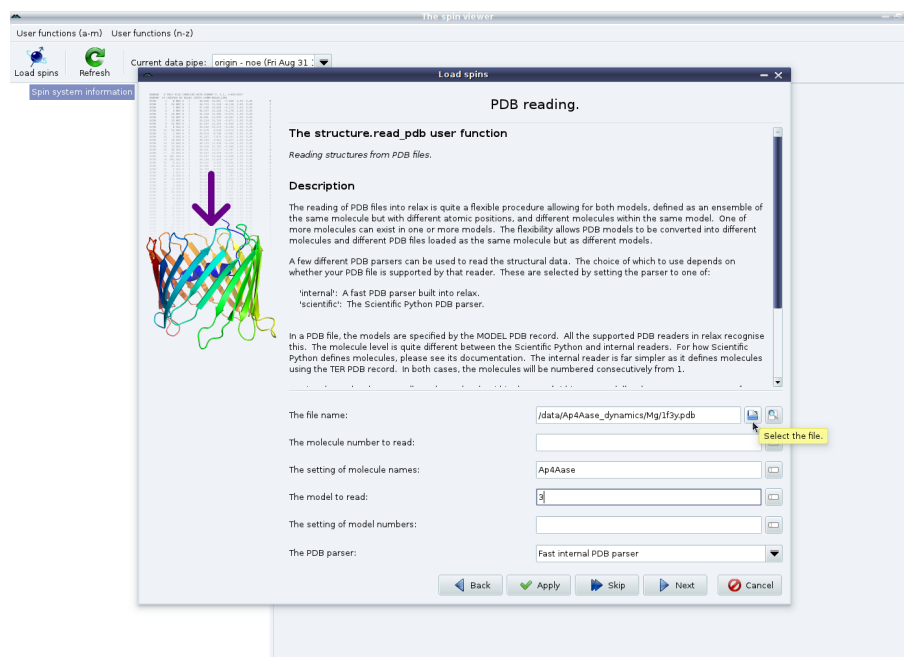 The spin viewer
User functions (a-m) User functions (n-z)
Load spins
Refresh
Current data pipe: origin - noe (Fri Aug 31
Load spins
Spin system information
PDB reading.
The structure.read_pdb user function
Reading structures from PDB files.
Description
The reading of PDB files into relax is quite a flexible procedure allowing for both models, defined as an ensemble of
the same molecule but with different atomic positions, and different molecules within the same model. One of
more molecules can exist in one or more models. The flexibility allows PDB models to be converted into different
molecules and different PDB files loaded as the same molecule but as different models.
A few different PDB parsers can be used to read the structural data. The choice of which to use depends on
whether your PDB file is supported by that reader. These are selected by setting the parser to one of:
'internal': A fast PDB parser built into relax.
'scientific': The Scientific Python PDB parser.
In a PDB file, the models are specified by the MODEL PDB record. All the supported PDB readers in relax recognise
this. The molecule level is quite different between the Scientific Python and internal readers. For how Scientific
Python defines molecules, please see its documentation. The internal reader is far simpler as it defines molecules
using the TER PDB record. In both cases, the molecules will be numbered consecutively from 1.
The file name: /data/Ap4Aase_dynamics/Mg/1f3y.pdb
Select the file.
The molecule number to read:
The setting of molecule names: Ap4Aase
The model to read: 3
The setting of model numbers:
The PDB parser: Fast internal PDB parser
Back Apply Skip Next Cancel